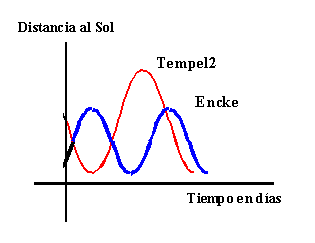 Distancia al Sol
Tempel2
Encke
Tiempo en días